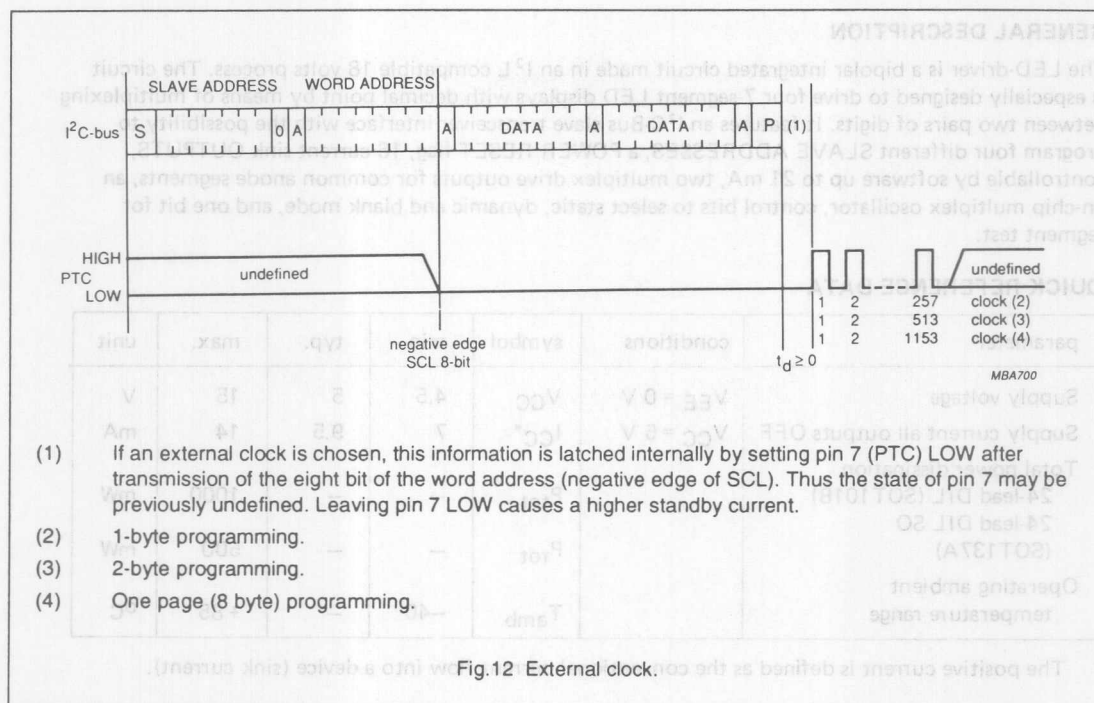 SLAVE ADDRESS WORD ADDRESS
I²C-bus S 0 A A DATA A DATA A P (1)
HIGH
PTC undefined undefined
LOW
1 2 257 clock (2)
1 2 513 clock (3)
1 2 1153 clock (4)
negative edge
SCL 8-bit
td ≥ 0
MBA700
(1) If an external clock is chosen, this information is latched internally by setting pin 7 (PTC) LOW after
transmission of the eight bit of the word address (negative edge of SCL). Thus the state of pin 7 may be
previously undefined. Leaving pin 7 LOW causes a higher standby current.
(2) 1-byte programming.
(3) 2-byte programming.
(4) One page (8 byte) programming.
Fig.12 External clock.